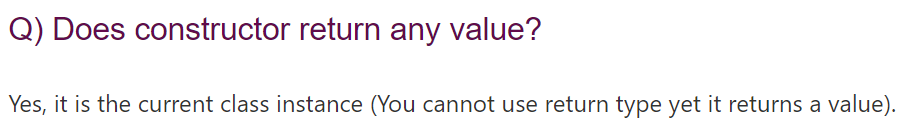 Q) Does constructor return any value?
Yes, it is the current class instance (You cannot use return type yet it returns a value).